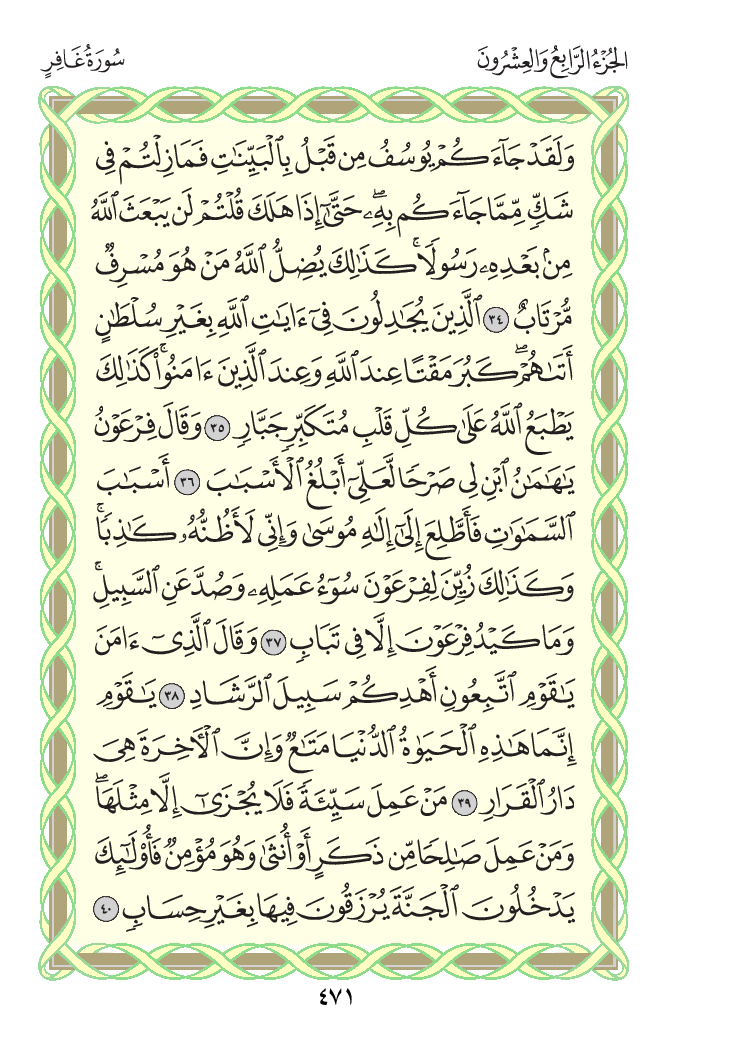 الجُزْءُ الرَّابِعُ وَالعِشْرُونَ
سُورَةُ غَافِرٍ
وَلَقَدْ جَآءَكُمْ يُوسُفُ مِن قَبْلُ بِٱلْبَيِّنَٰتِ فَمَا زِلْتُمْ فِى
شَكٍّ مِّمَّا جَآءَكُم بِهِۦۖ حَتَّىٰٓ إِذَا هَلَكَ قُلْتُمْ لَن يَبْعَثَ ٱللَّهُ
مِنۢ بَعْدِهِۦ رَسُولًاۚ كَذَٰلِكَ يُضِلُّ ٱللَّهُ مَنْ هُوَ مُسْرِفٌ
مُّرْتَابٌ ٣٤ ٱلَّذِينَ يُجَٰدِلُونَ فِىٓ ءَايَٰتِ ٱللَّهِ بِغَيْرِ سُلْطَٰنٍ
أَتَىٰهُمْۖ كَبُرَ مَقْتًا عِندَ ٱللَّهِ وَعِندَ ٱلَّذِينَ ءَامَنُوا۟ۚ كَذَٰلِكَ
يَطْبَعُ ٱللَّهُ عَلَىٰ كُلِّ قَلْبِ مُتَكَبِّرٍ جَبَّارٍ ٣٥ وَقَالَ فِرْعَوْنُ
يَٰهَٰمَٰنُ ٱبْنِ لِى صَرْحًا لَّعَلِّىٓ أَبْلُغُ ٱلْأَسْبَٰبَ ٣٦ أَسْبَٰبَ
ٱلسَّمَٰوَٰتِ فَأَطَّلِعَ إِلَىٰٓ إِلَٰهِ مُوسَىٰ وَإِنِّى لَأَظُنُّهُۥ كَٰذِبًاۚ
وَكَذَٰلِكَ زُيِّنَ لِفِرْعَوْنَ سُوٓءُ عَمَلِهِۦ وَصُدَّ عَنِ ٱلسَّبِيلِۚ
وَمَا كَيْدُ فِرْعَوْنَ إِلَّا فِى تَبَابٍ ٣٧ وَقَالَ ٱلَّذِىٓ ءَامَنَ
يَٰقَوْمِ ٱتَّبِعُونِ أَهْدِكُمْ سَبِيلَ ٱلرَّشَادِ ٣٨ يَٰقَوْمِ
إِنَّمَا هَٰذِهِ ٱلْحَيَوٰةُ ٱلدُّنْيَا مَتَٰعٌ وَإِنَّ ٱلْءَاخِرَةَ هِىَ
دَارُ ٱلْقَرَارِ ٣٩ مَنْ عَمِلَ سَيِّئَةً فَلَا يُجْزَىٰٓ إِلَّا مِثْلَهَاۖ
وَمَنْ عَمِلَ صَٰلِحًا مِّن ذَكَرٍ أَوْ أُنثَىٰ وَهُوَ مُؤْمِنٌ فَأُو۟لَٰٓئِكَ
يَدْخُلُونَ ٱلْجَنَّةَ يُرْزَقُونَ فِيهَا بِغَيْرِ حِسَابٍ ٤٠
٤٧١